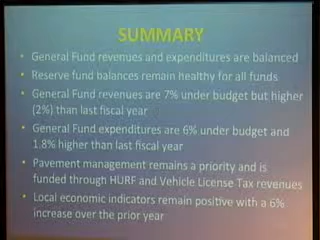 SUMMARY
• General Fund revenues and expenditures are balanced
• Reserve fund balances remain healthy for all funds
• General Fund revenues are 7% under budget but higher
(2%) than last fiscal year
• General Fund expenditures are 6% under budget and
1.8% higher than last fiscal year
• Pavement management remains a priority and is
funded through HURF and Vehicle License Tax revenues
• Local economic indicators remain positive with a 6%
increase over the prior year